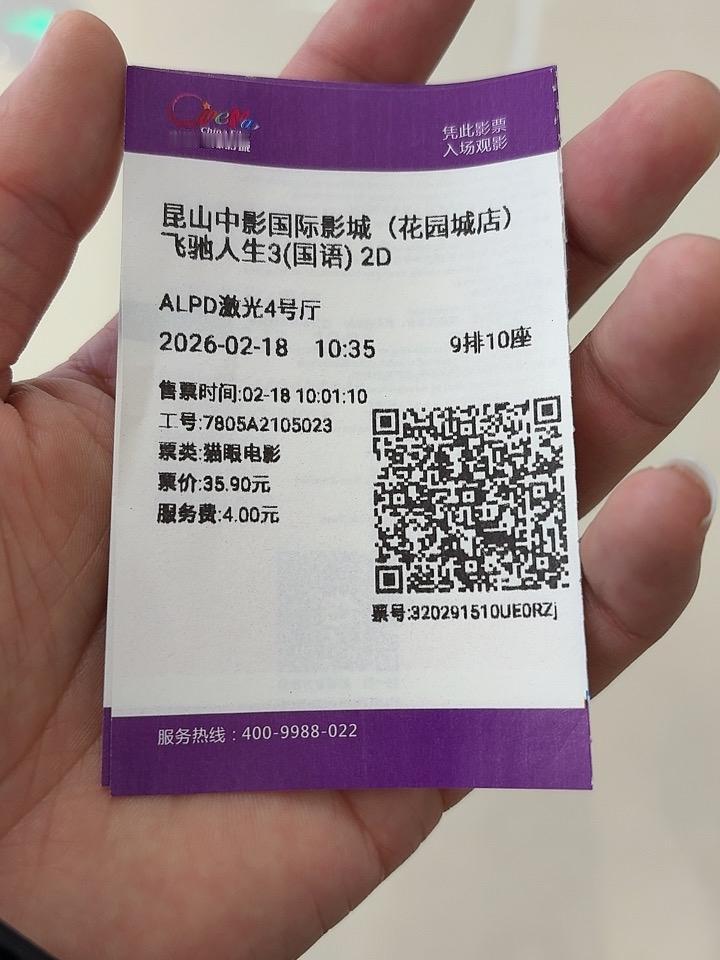 凭此影票
入场观影
昆山中影国际影城（花园城店）
飞驰人生3(国语) 2D
ALPD激光4号厅
2026-02-18 10:35 9排10座
售票时间:02-18 10:01:10
工号:7805A2105023
票类:猫眼电影
票价:35.90元
服务费:4.00元
票号:320291510UE0RZj
服务热线：400-9988-022